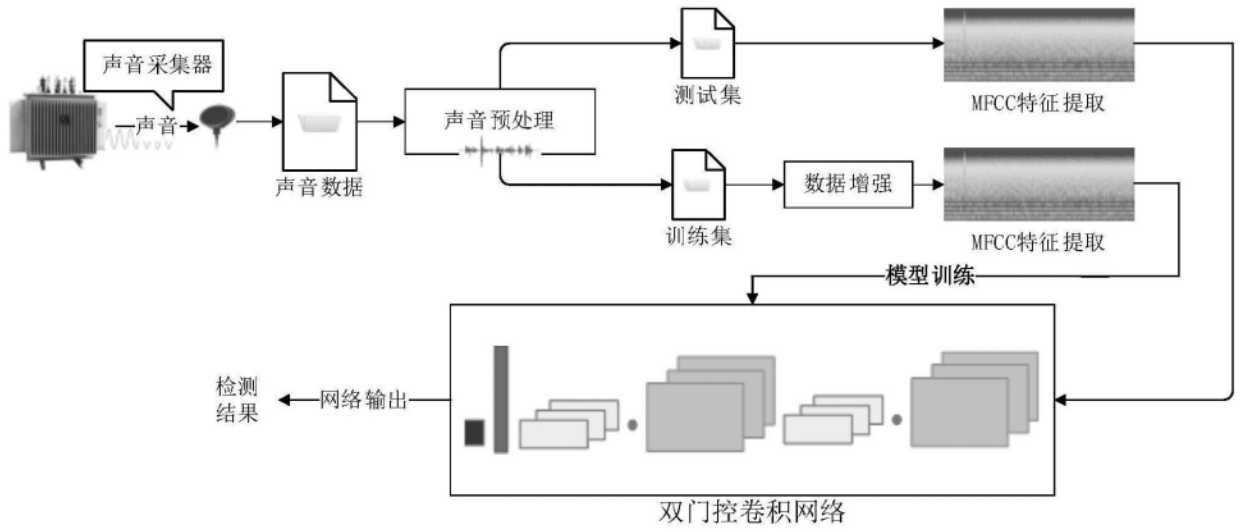 声音采集器
声音
声音数据
声音预处理
测试集
MFCC特征提取
训练集
数据增强
MFCC特征提取
模型训练
检测
结果
网络输出
双门控卷积网络